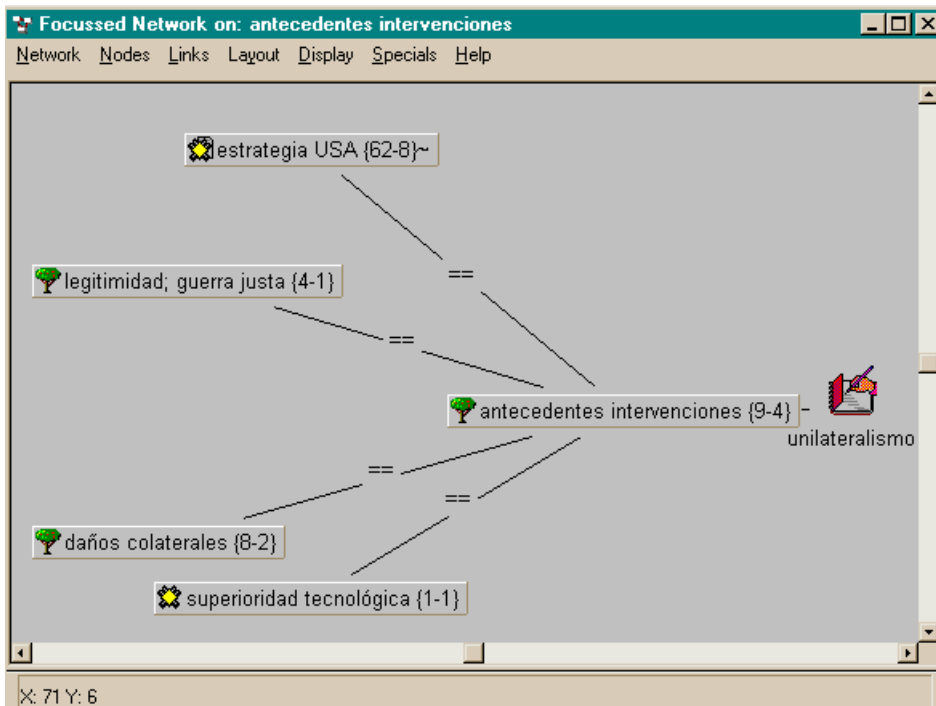 Focussed Network on: antecedentes intervenciones
Network Nodes Links Layout Display Specials Help
estrategia USA {62-8}~
==
legitimidad; guerra justa {4-1}
==
antecedentes intervenciones {9-4}
unilateralismo
==
==
daños colaterales {8-2}
superioridad tecnológica {1-1}
X: 71 Y: 6